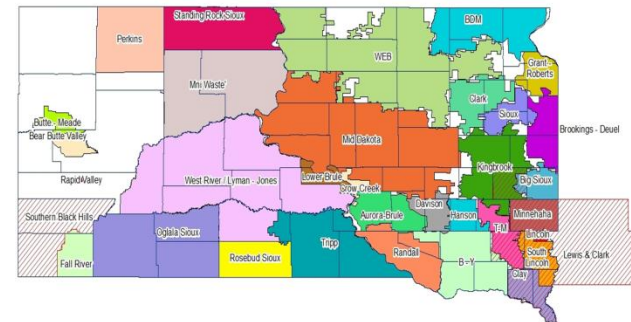 Standing Rock Sioux
BDM
Perkins
WEB
Grant -
Roberts
Mni Waste'
Clark
Sioux
Butte - Meade
Bear Butte Valley
Mid Dakota
Brookings - Deuel
Kingbrook
Rapid Valley
West River / Lyman - Jones
Lower Brule
Crow Creek
Big Sioux
Southern Black Hills
Aurora-Brule
Davison
Hanson
T-M
Minnehaha
Oglala Sioux
Tripp
Lincoln
South
Lincoln
Lewis & Clark
Fall River
Rosebud Sioux
Randall
B - Y
Clay